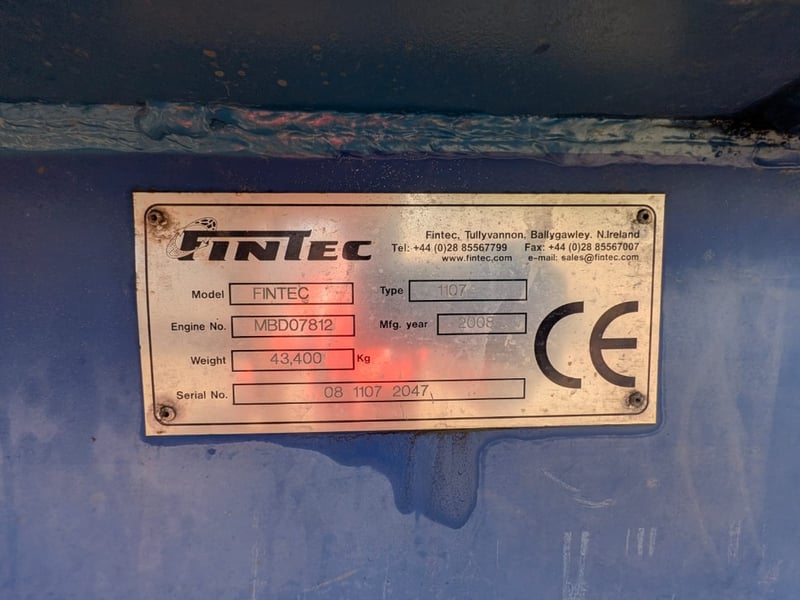 FINTEC
Fintec, Tullyvannon, Ballygawley. N.Ireland
Tel: +44 (0)28 85567799 Fax: +44 (0)28 85567007
www.fintec.com e-mail: sales@fintec.com
Model FINTEC Type 1107
Engine No. MBD07812 Mfg. year 2008
Weight 43,400 Kg
Serial No. 08 1107 2047
CE